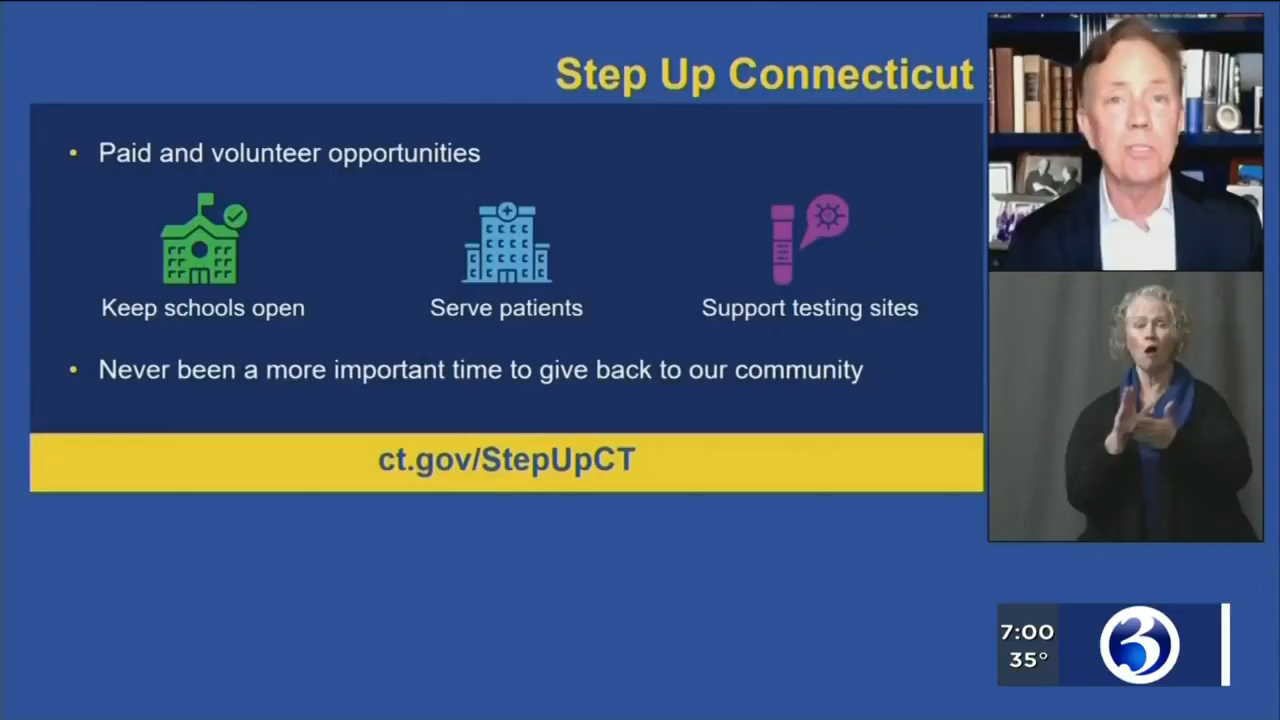 Step Up Connecticut
• Paid and volunteer opportunities
Keep schools open
Serve patients
Support testing sites
• Never been a more important time to give back to our community
ct.gov/StepUpCT
7:00
35°
3